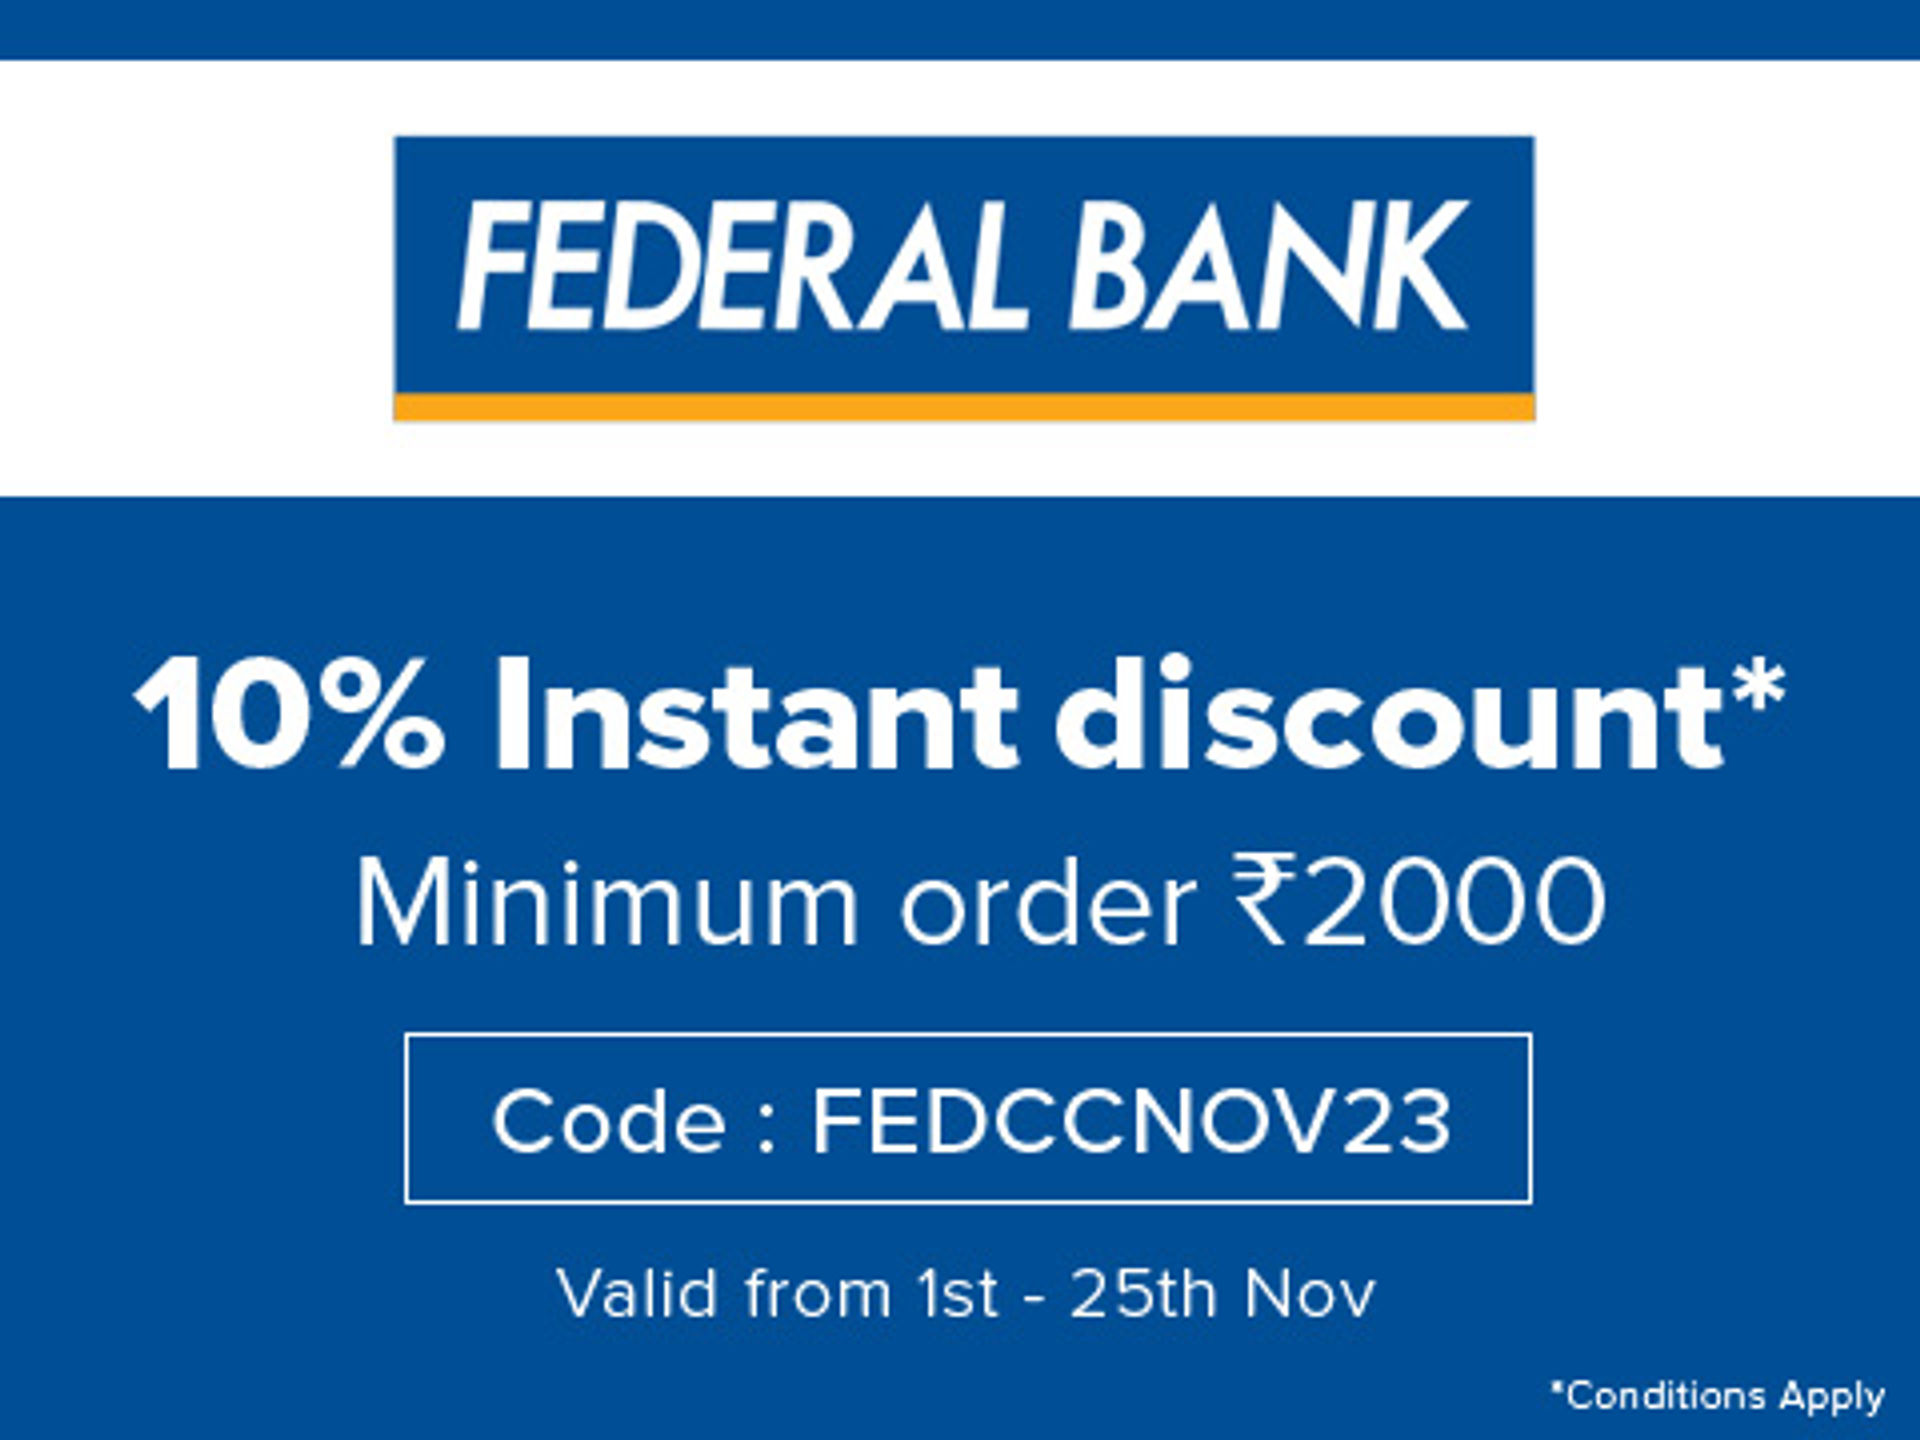 FEDERAL BANK
10% Instant discount*
Minimum order ₹2000
Code : FEDCCNOV23
Valid from 1st - 25th Nov
*Conditions Apply